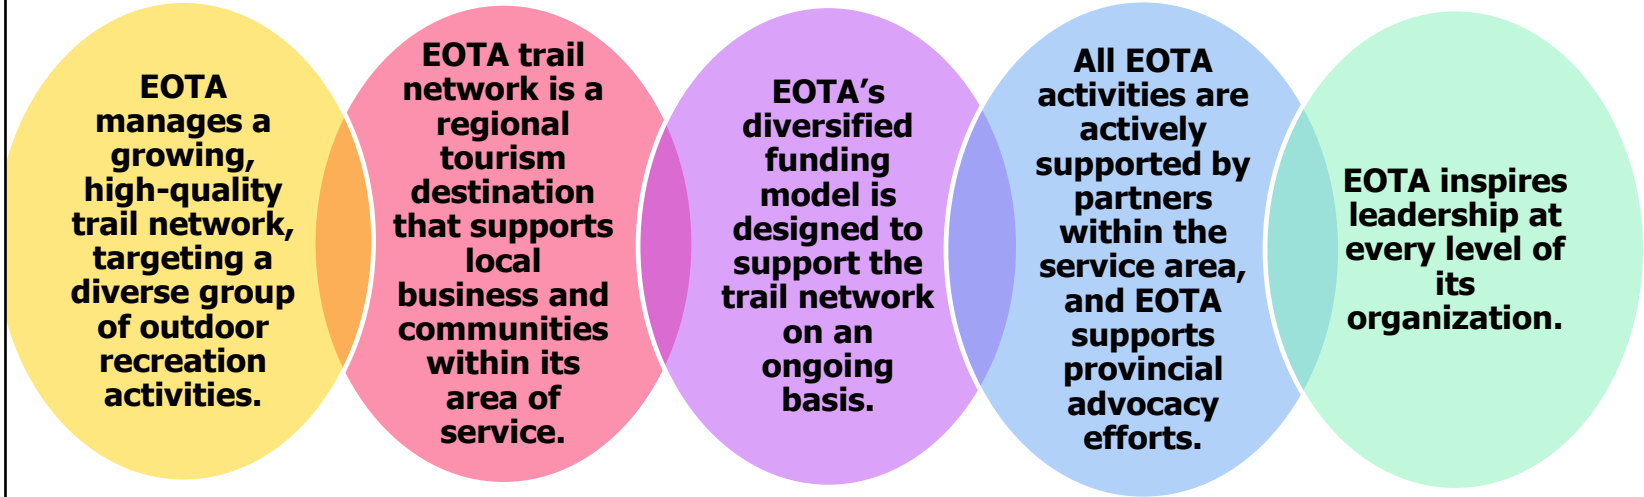 EOTA
manages a
growing,
high-quality
trail network,
targeting a
diverse group
of outdoor
recreation
activities.
EOTA trail
network is a
regional
tourism
destination
that supports
local
business and
communities
within its
area of
service.
EOTA’s
diversified
funding
model is
designed to
support the
trail network
on an
ongoing
basis.
All EOTA
activities are
actively
supported by
partners
within the
service area,
and EOTA
supports
provincial
advocacy
efforts.
EOTA inspires
leadership at
every level of
its
organization.